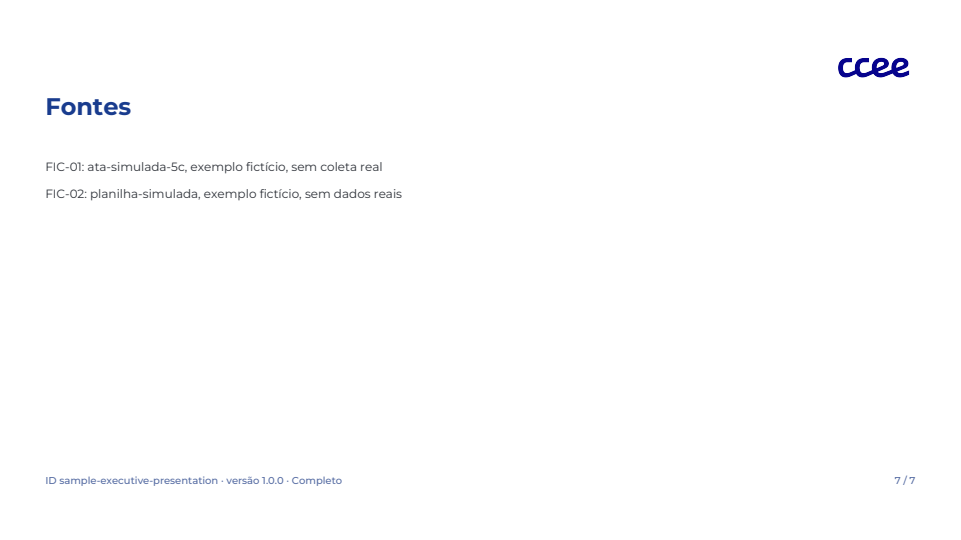 ccee
Fontes
FIC-01: ata-simulada-5c, exemplo fictício, sem coleta real
FIC-02: planilha-simulada, exemplo fictício, sem dados reais
ID sample-executive-presentation · versão 1.0.0 · Completo
7 / 7